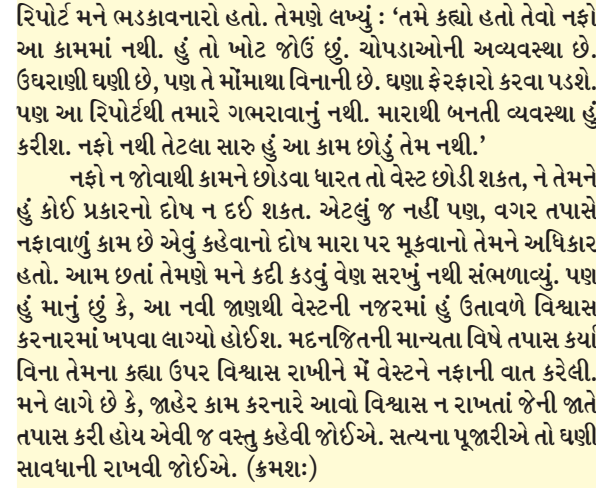 રિપોર્ટ મને ભડકાવનારો હતો. તેમણે લખ્યું : ‘તમે કહ્યો હતો તેવો નફો
આ કામમાં નથી. હું તો ખોટ જોઉં છું. ચોપડાઓની અવ્યવસ્થા છે.
ઉઘરાણી ઘણી છે, પણ તે મોંમાથા વિનાની છે. ઘણા ફેરફારો કરવા પડશે.
પણ આ રિપોર્ટથી તમારે ગભરાવાનું નથી. મારાથી બનતી વ્યવસ્થા હું
કરીશ. નફો નથી તેટલા સારુ હું આ કામ છોડું તેમ નથી.’
નફો ન જોવાથી કામને છોડવા ધારત તો વેસ્ટ છોડી શકત, ને તેમને
હું કોઈ પ્રકારનો દોષ ન દઈ શકત. એટલું જ નહીં પણ, વગર તપાસે
નફાવાળું કામ છે એવું કહેવાનો દોષ મારા પર મૂકવાનો તેમને અધિકાર
હતો. આમ છતાં તેમણે મને કદી કડવું વેણ સરખું નથી સંભળાવ્યું. પણ
હું માનું છું કે, આ નવી જાણથી વેસ્ટની નજરમાં હું ઉતાવળે વિશ્વાસ
કરનારમાં ખપવા લાગ્યો હોઈશ. મદનજિતની માન્યતા વિષે તપાસ કર્યા
વિના તેમના કહ્યા ઉપર વિશ્વાસ રાખીને મેં વેસ્ટને નફાની વાત કરેલી.
મને લાગે છે કે, જાહેર કામ કરનારે આવો વિશ્વાસ ન રાખતાં જેની જાતે
તપાસ કરી હોય એવી જ વસ્તુ કહેવી જોઈએ. સત્યના પૂજારીએ તો ઘણી
સાવધાની રાખવી જોઈએ. (ક્રમશઃ)